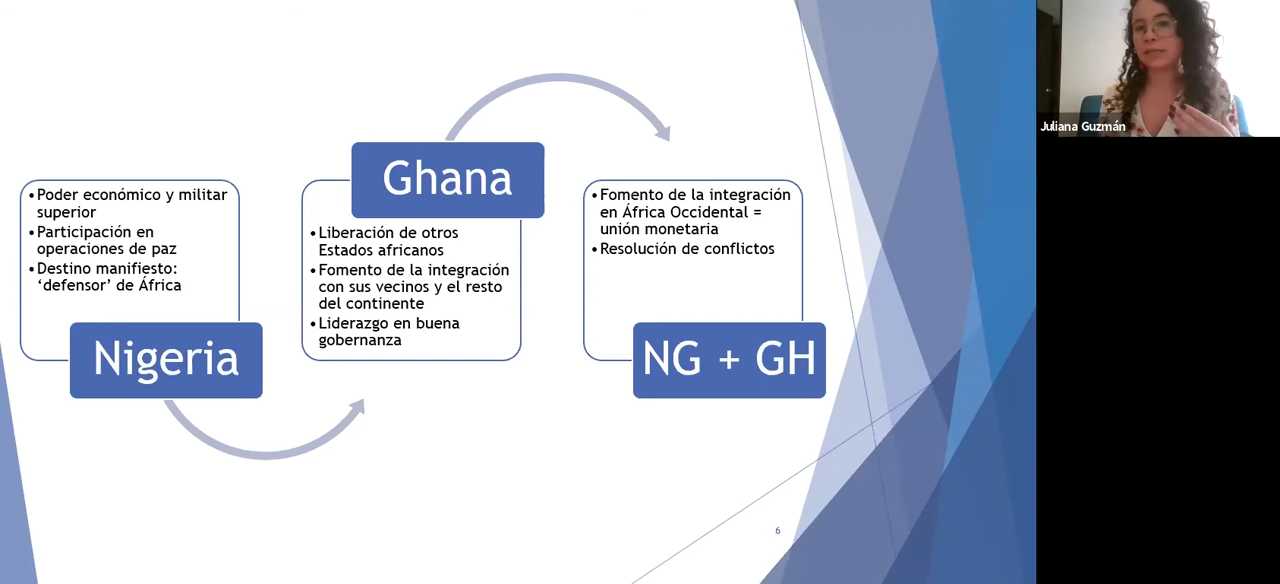 • Poder económico y militar
superior
• Participación en
operaciones de paz
• Destino manifiesto:
‘defensor’ de África
Nigeria
Ghana
• Liberación de otros
Estados africanos
• Fomento de la integración
con sus vecinos y el resto
del continente
• Liderazgo en buena
gobernanza
• Fomento de la integración
en África Occidental =
unión monetaria
• Resolución de conflictos
NG + GH
6
Juliana Guzmán